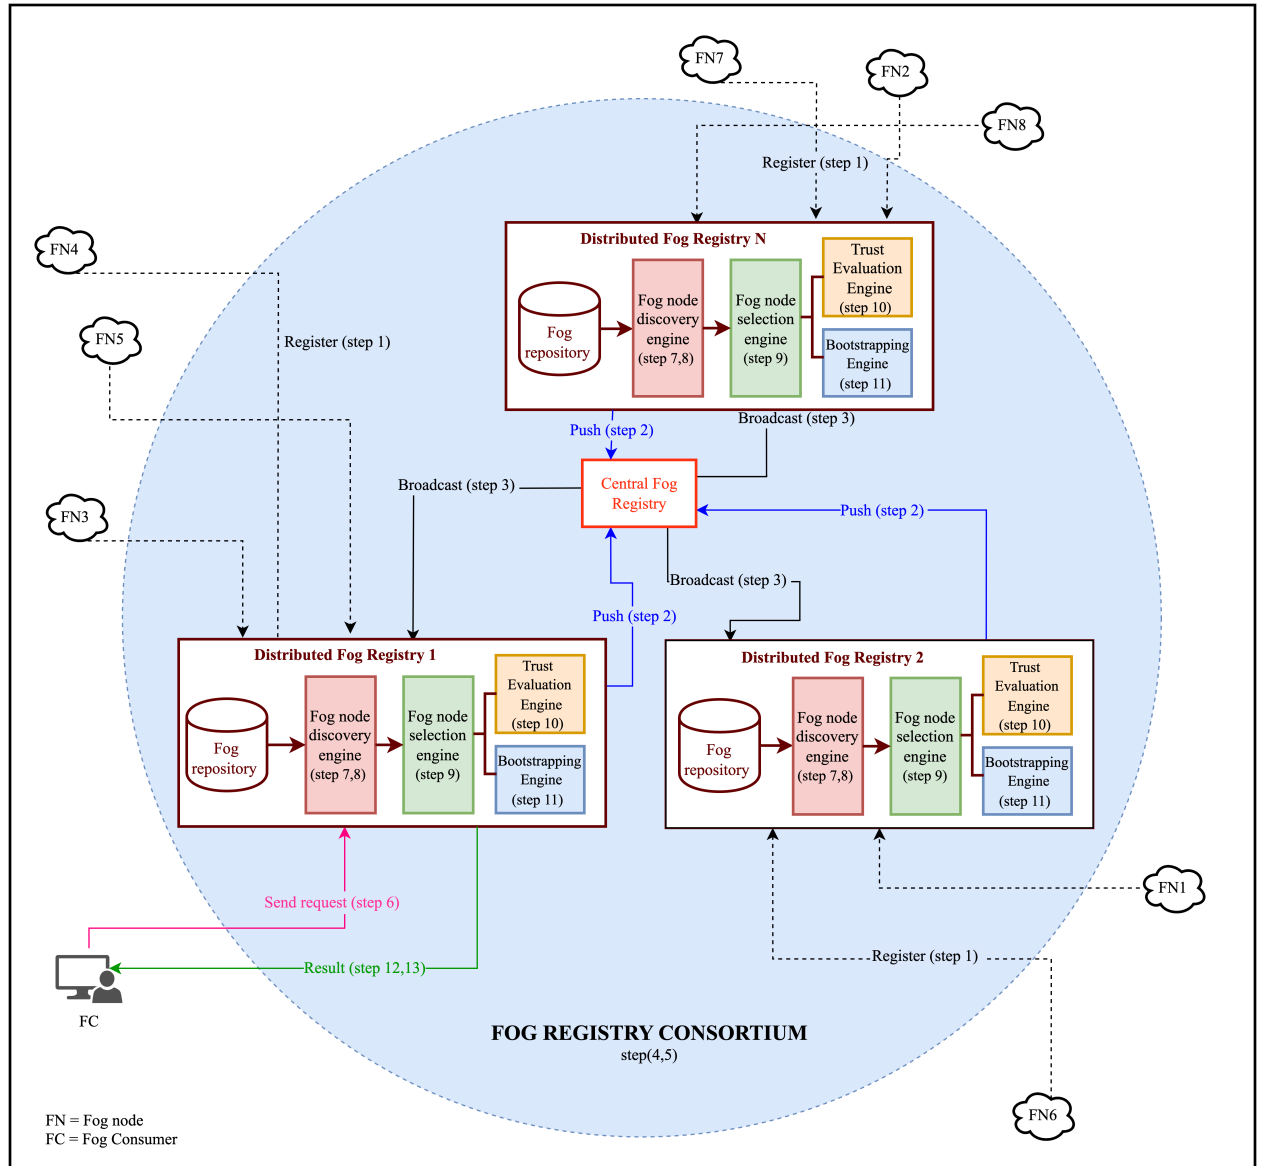 FN7
FN2
FN8
Register (step 1)
FN4
FN5
Register (step 1)
FN3
Distributed Fog Registry N
Fog
repository
Fog node
discovery
engine
(step 7,8)
Fog node
selection
engine
(step 9)
Trust
Evaluation
Engine
(step 10)
Bootstrapping
Engine
(step 11)
Push (step 2)
Broadcast (step 3)
Central Fog
Registry
Broadcast (step 3)
Push (step 2)
Broadcast (step 3)
Push (step 2)
Distributed Fog Registry 1
Fog
repository
Fog node
discovery
engine
(step 7,8)
Fog node
selection
engine
(step 9)
Trust
Evaluation
Engine
(step 10)
Bootstrapping
Engine
(step 11)
Distributed Fog Registry 2
Fog
repository
Fog node
discovery
engine
(step 7,8)
Fog node
selection
engine
(step 9)
Trust
Evaluation
Engine
(step 10)
Bootstrapping
Engine
(step 11)
Send request (step 6)
Result (step 12,13)
FC
FN1
Register (step 1)
FN6
FOG REGISTRY CONSORTIUM
step(4,5)
FN = Fog node
FC = Fog Consumer